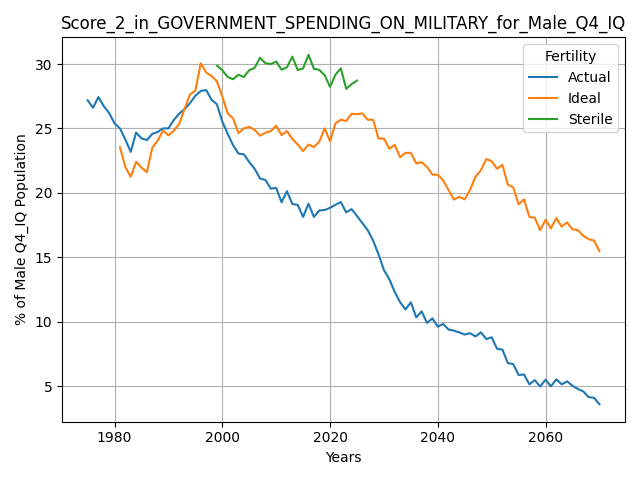 Score_2_in_GOVERNMENT_SPENDING_ON_MILITARY_for_Male_Q4_IQ
Fertility
Actual
Ideal
Sterile
% of Male Q4_IQ Population
30
25
20
15
10
5
1980 2000 2020 2040 2060
Years